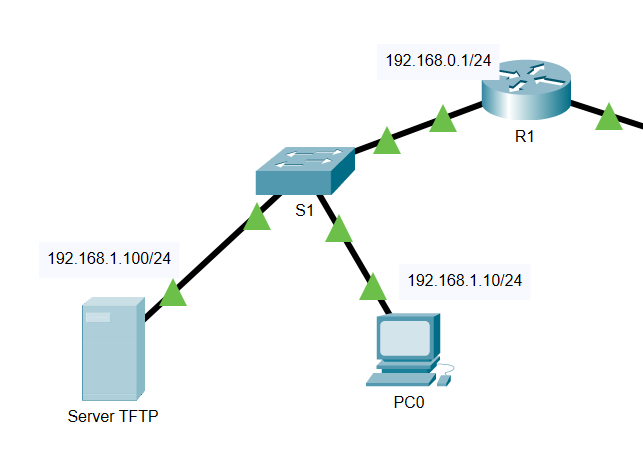 192.168.0.1/24
R1
S1
192.168.1.100/24
192.168.1.10/24
Server TFTP
PC0